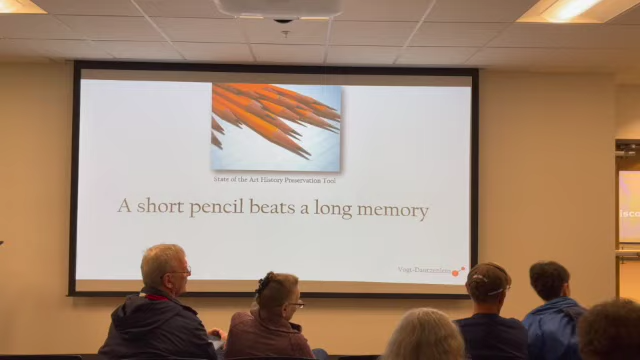 State of the Art History Preservation Tool
A short pencil beats a long memory